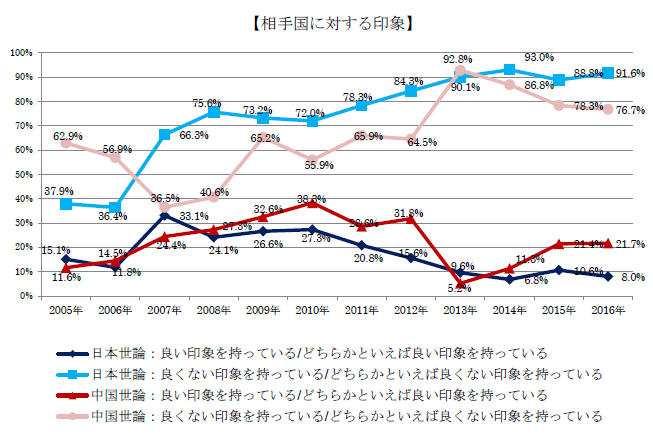 【相手国に対する印象】
100%
90%
80%
70%
60%
50%
40%
30%
20%
10%
0%
37.9% 36.4% 66.3% 75.6% 73.2% 72.0% 78.3% 84.3% 90.1% 93.0% 88.8% 91.6%
62.9% 56.9% 36.5% 40.6% 65.2% 55.9% 65.9% 64.5% 92.8% 86.8% 78.3% 76.7%
15.1% 11.8% 33.1% 24.1% 26.6% 27.3% 20.8% 15.6% 9.6% 6.8% 10.6% 8.0%
11.6% 14.5% 24.4% 27.3% 32.6% 38.3% 28.6% 31.8% 5.2% 11.3% 21.4% 21.7%
2005年 2006年 2007年 2008年 2009年 2010年 2011年 2012年 2013年 2014年 2015年 2016年
日本世論：良い印象を持っている/どちらかといえば良い印象を持っている
日本世論：良くない印象を持っている/どちらかといえば良くない印象を持っている
中国世論：良い印象を持っている/どちらかといえば良い印象を持っている
中国世論：良くない印象を持っている/どちらかといえば良くない印象を持っている